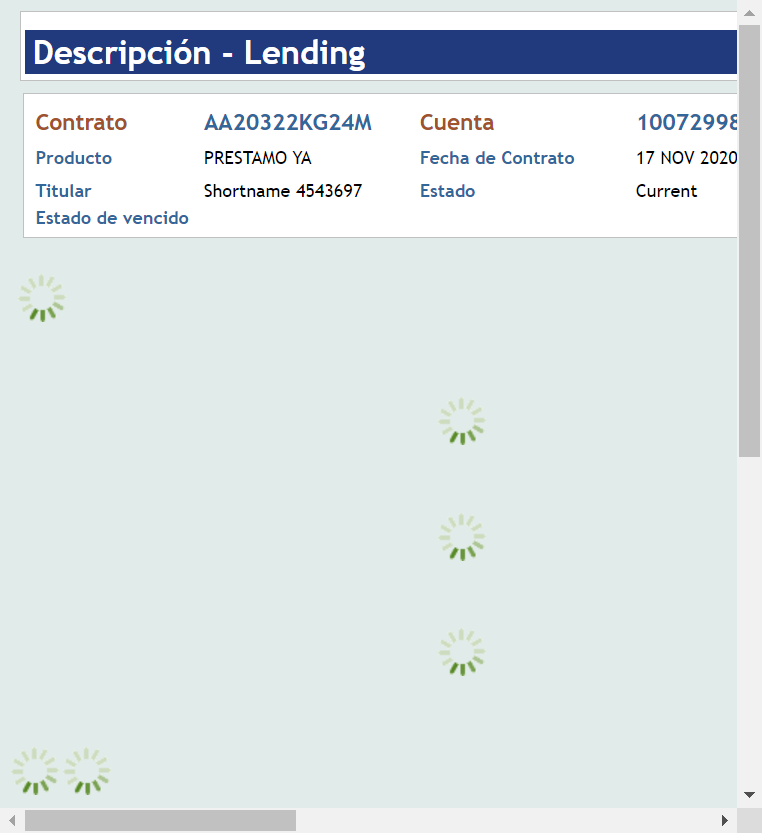 Descripción - Lending
Contrato AA20322KG24M Cuenta 10072998
Producto PRESTAMO YA Fecha de Contrato 17 NOV 2020
Titular Shortname 4543697 Estado Current
Estado de vencido